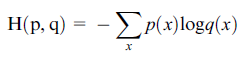 H(p, q) = − ∑ₓ p(x)logq(x)